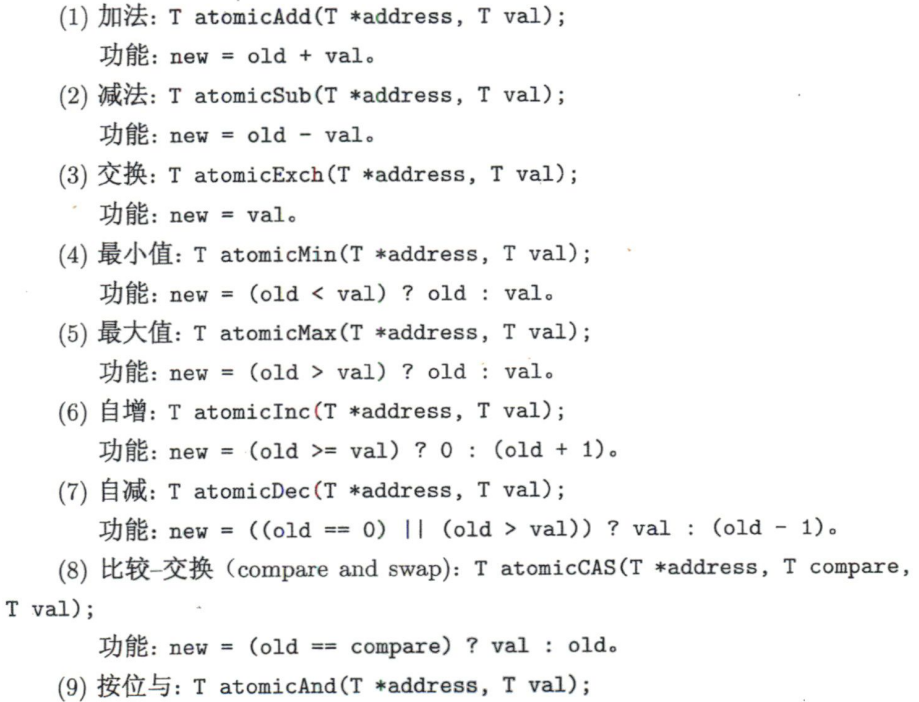 (1) 加法: T atomicAdd(T *address, T val);
功能: new = old + val。
(2) 减法: T atomicSub(T *address, T val);
功能: new = old - val。
(3) 交换: T atomicExch(T *address, T val);
功能: new = val。
(4) 最小值: T atomicMin(T *address, T val);
功能: new = (old < val) ? old : val。
(5) 最大值: T atomicMax(T *address, T val);
功能: new = (old > val) ? old : val。
(6) 自增: T atomicInc(T *address, T val);
功能: new = (old >= val) ? 0 : (old + 1)。
(7) 自减: T atomicDec(T *address, T val);
功能: new = ((old == 0) || (old > val)) ? val : (old - 1)。
(8) 比较–交换（compare and swap): T atomicCAS(T *address, T compare,
T val);
功能: new = (old == compare) ? val : old。
(9) 按位与: T atomicAnd(T *address, T val);